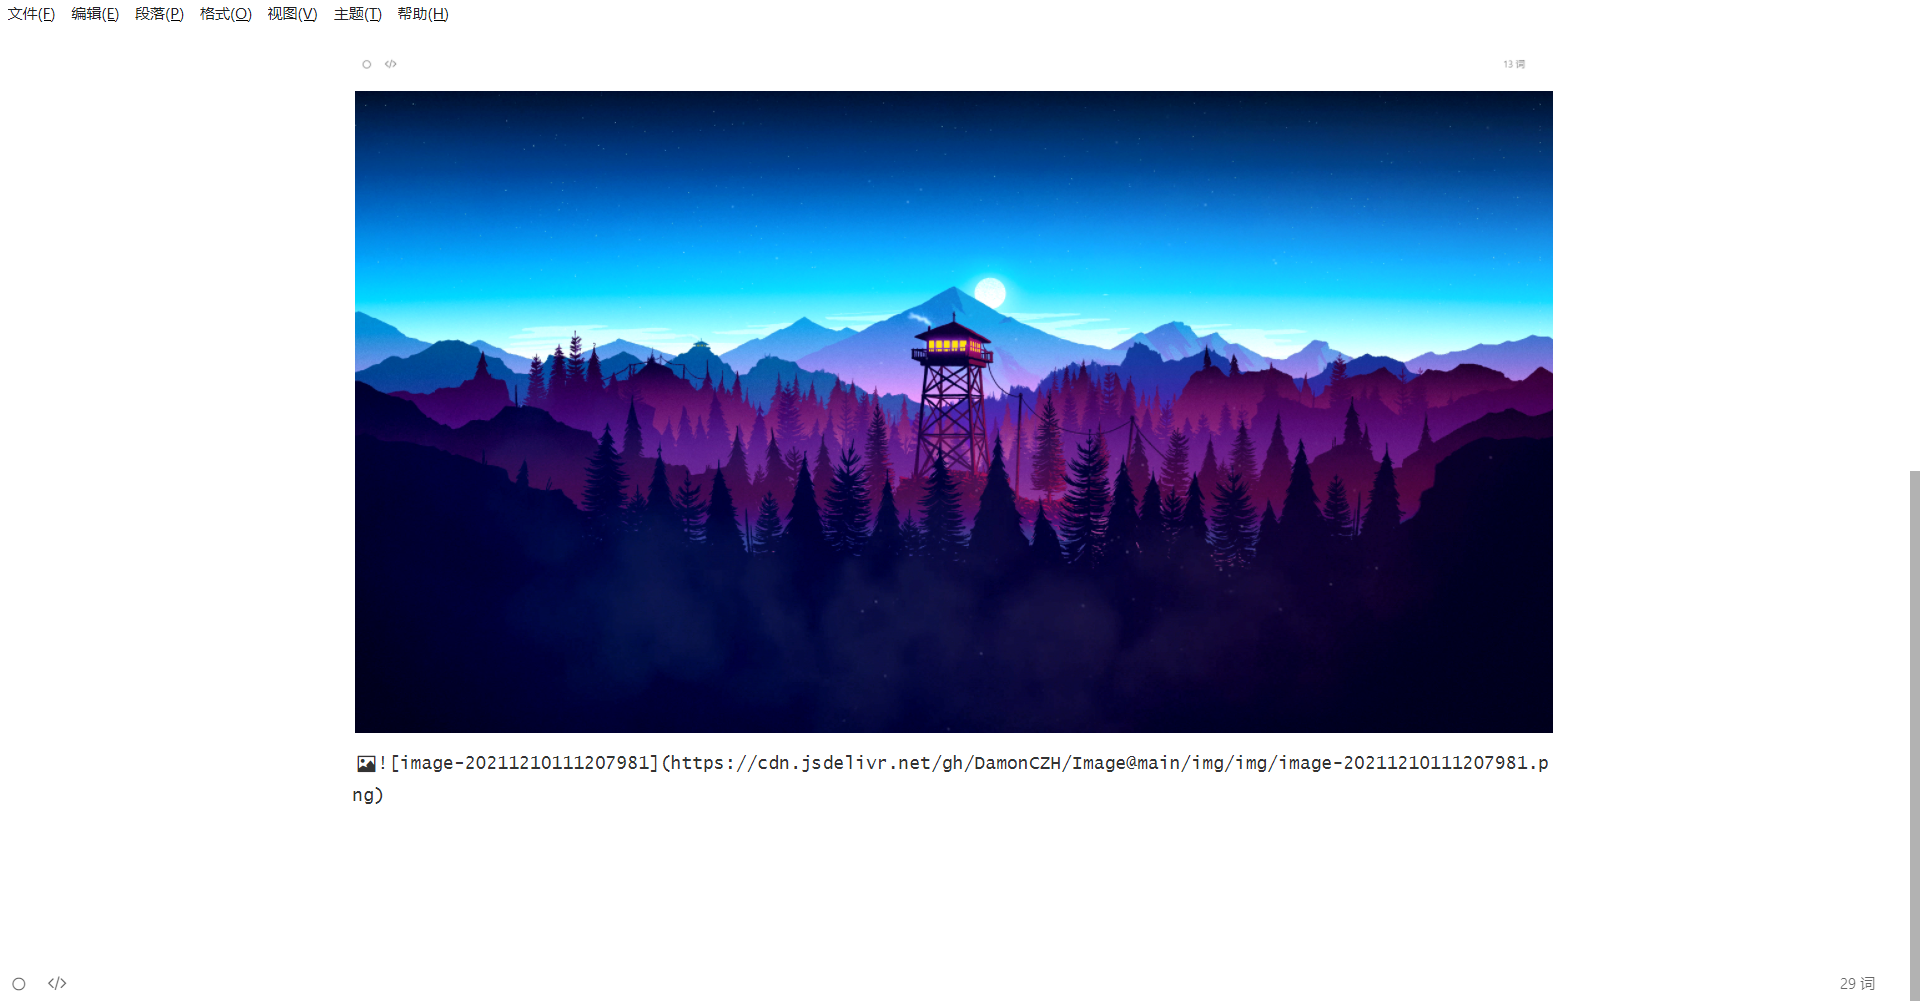 文件(F) 编辑(E) 段落(P) 格式(O) 视图(V) 主题(T) 帮助(H)
</> 13 词
![image-20211210111207981](https://cdn.jsdelivr.net/gh/DamonCZH/Image@main/img/img/image-20211210111207981.p
ng)
</> 29 词